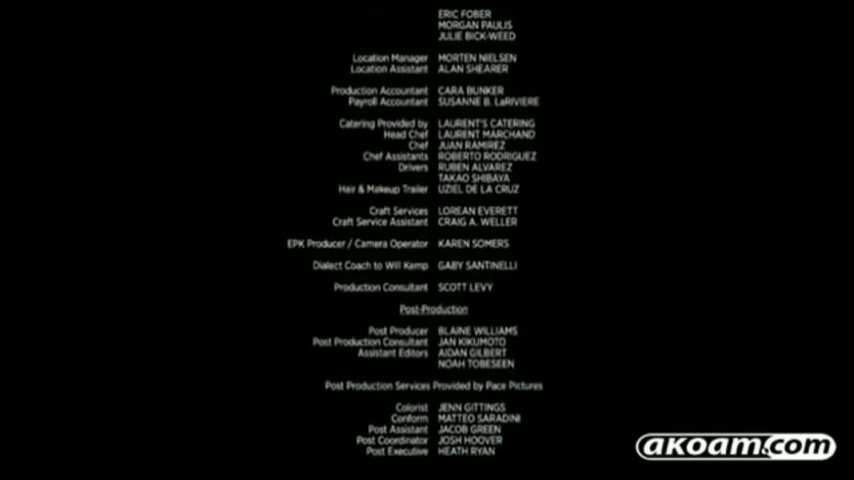 ERIC FOBER
MORGAN PAULIS
JULIE BICK-WEED
Location Manager MORTEN NIELSEN
Location Assistant ALAN SHEARER
Production Accountant CARA BUNKER
Payroll Accountant SUSANNE B. LaRIVIERE
Catering Provided by LAURENT'S CATERING
Head Chef LAURENT MARCHAND
Chef JUAN RAMIREZ
Chef Assistants ROBERTO RODRIGUEZ
Drivers RUBEN ALVAREZ
TAKAO SHIBAYA
Hair & Makeup Trailer UZIEL DE LA CRUZ
Craft Services LOREAN EVERETT
Craft Service Assistant CRAIG A. WELLER
EPK Producer / Camera Operator KAREN SOMERS
Dialect Coach to Will Kemp GABY SANTINELLI
Production Consultant SCOTT LEVY
Post-Production
Post Producer BLAINE WILLIAMS
Post Production Consultant JAN KIKUMOTO
Assistant Editors AIDAN GILBERT
NOAH TOBESEEN
Post Production Services Provided by Pace Pictures
Colorist JENN GITTINGS
Conform MATTEO SARADINI
Post Assistant JACOB GREEN
Post Coordinator JOSH HOOVER
Post Executive HEATH RYAN
akoam.com